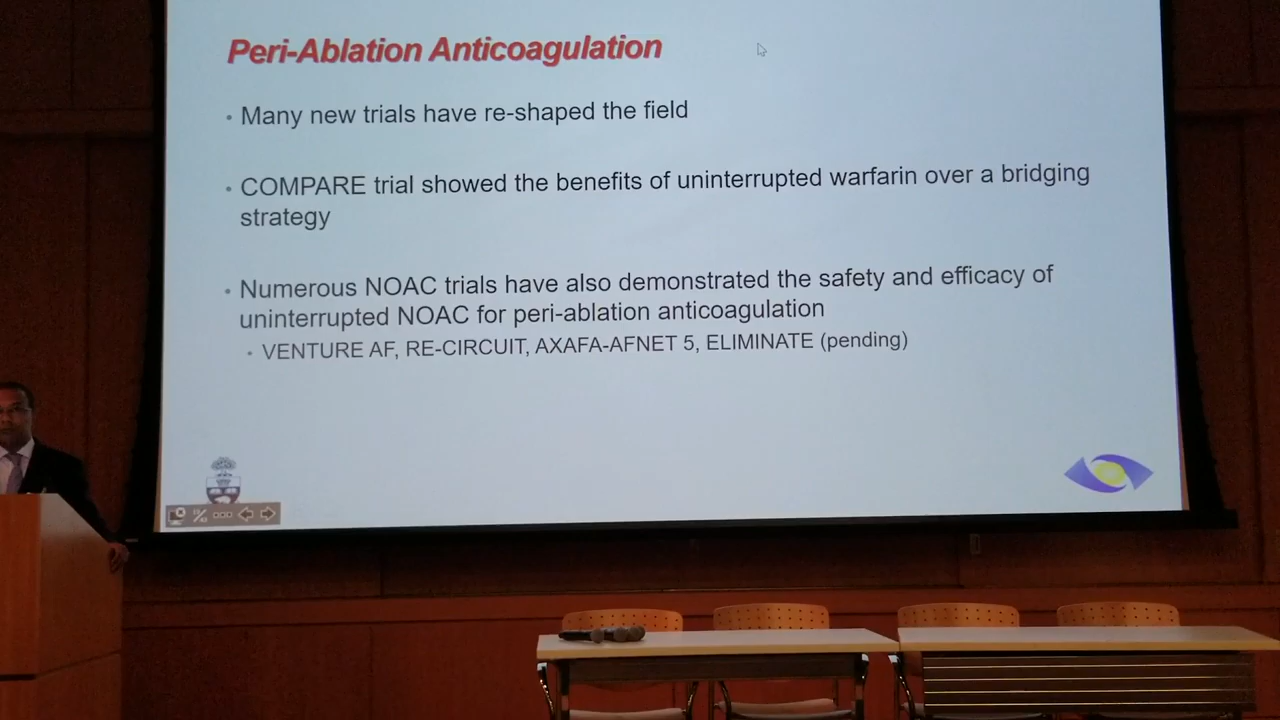 Peri-Ablation Anticoagulation
• Many new trials have re-shaped the field
• COMPARE trial showed the benefits of uninterrupted warfarin over a bridging
strategy
• Numerous NOAC trials have also demonstrated the safety and efficacy of
uninterrupted NOAC for peri-ablation anticoagulation
• VENTURE AF, RE-CIRCUIT, AXAFA-AFNET 5, ELIMINATE (pending)